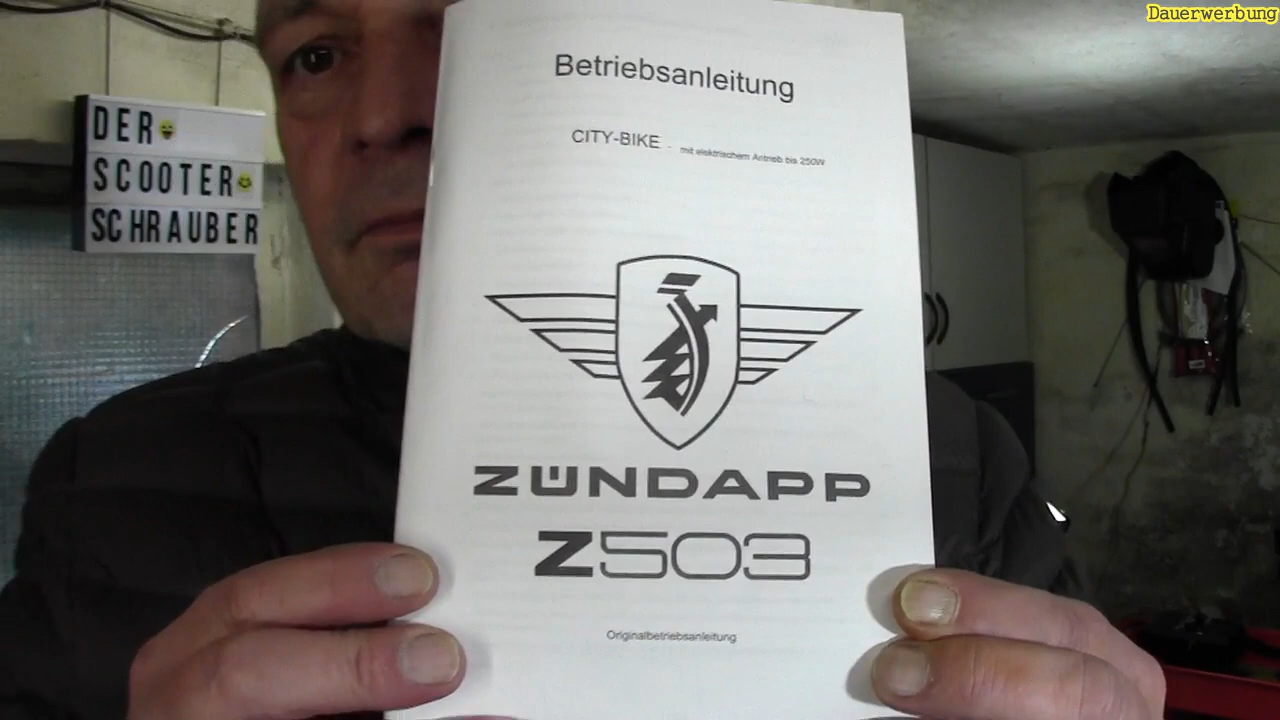 Dauerwerbung
DER
SCOOTER
SCHRAUBER
Betriebsanleitung
CITY-BIKE - mit elektrischem Antrieb bis 250W
ZÜNDAPP
Z503
Originalbetriebsanleitung